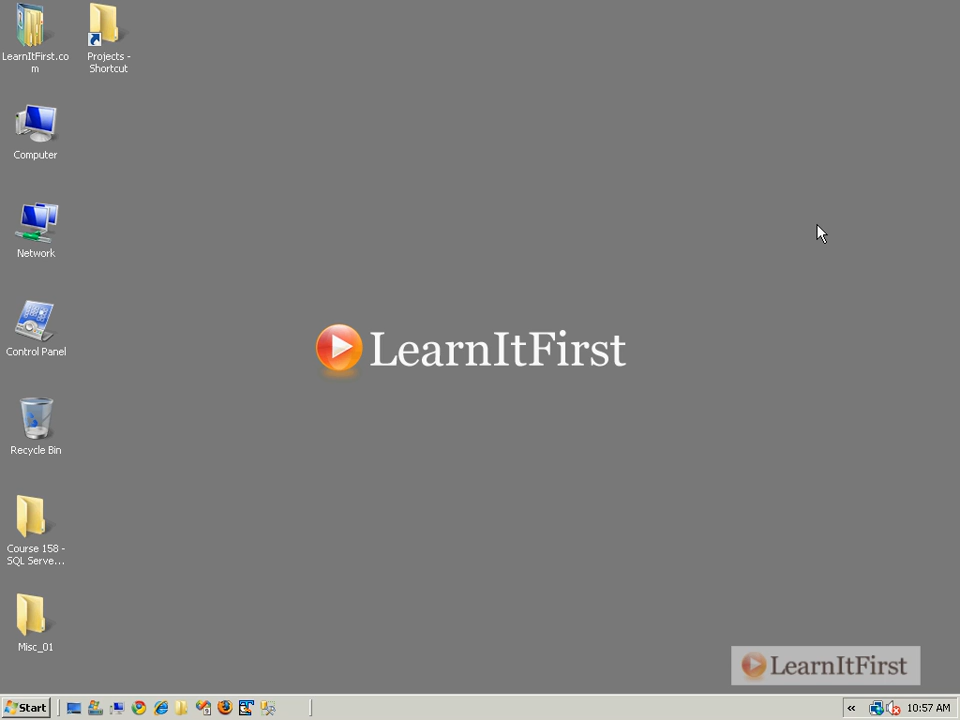 LearnItFirst.co
m
Projects -
Shortcut
Computer
Network
Control Panel
Recycle Bin
Course 158 -
SQL Serve...
Misc_01
LearnItFirst
LearnItFirst
Start
«
10:57 AM